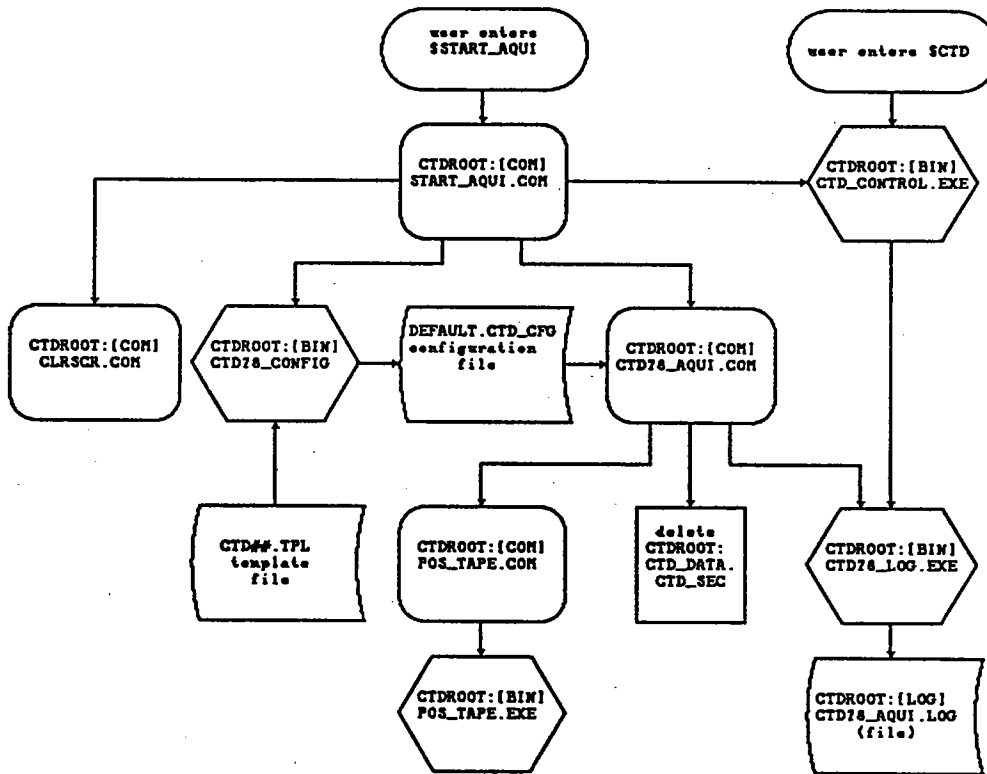 user enters
$START_AQUI
user enters $CTD
CTDROOT:[COM]
START_AQUI.COM
CTDROOT:[BIN]
CTD_CONTROL.EXE
CTDROOT:[COM]
CLRSCR.COM
CTDROOT:[BIN]
CTD78_CONFIG
DEFAULT.CTD_CFG
configuration
file
CTDROOT:[COM]
CTD78_AQUI.COM
CTD##.TPL
template
file
CTDROOT:[COM]
POS_TAPE.COM
delete
CTDROOT:
CTD_DATA.
CTD_SEC
CTDROOT:[BIN]
CTD78_LOG.EXE
CTDROOT:[BIN]
POS_TAPE.EXE
CTDROOT:[LOG]
CTD78_AQUI.LOG
(file)